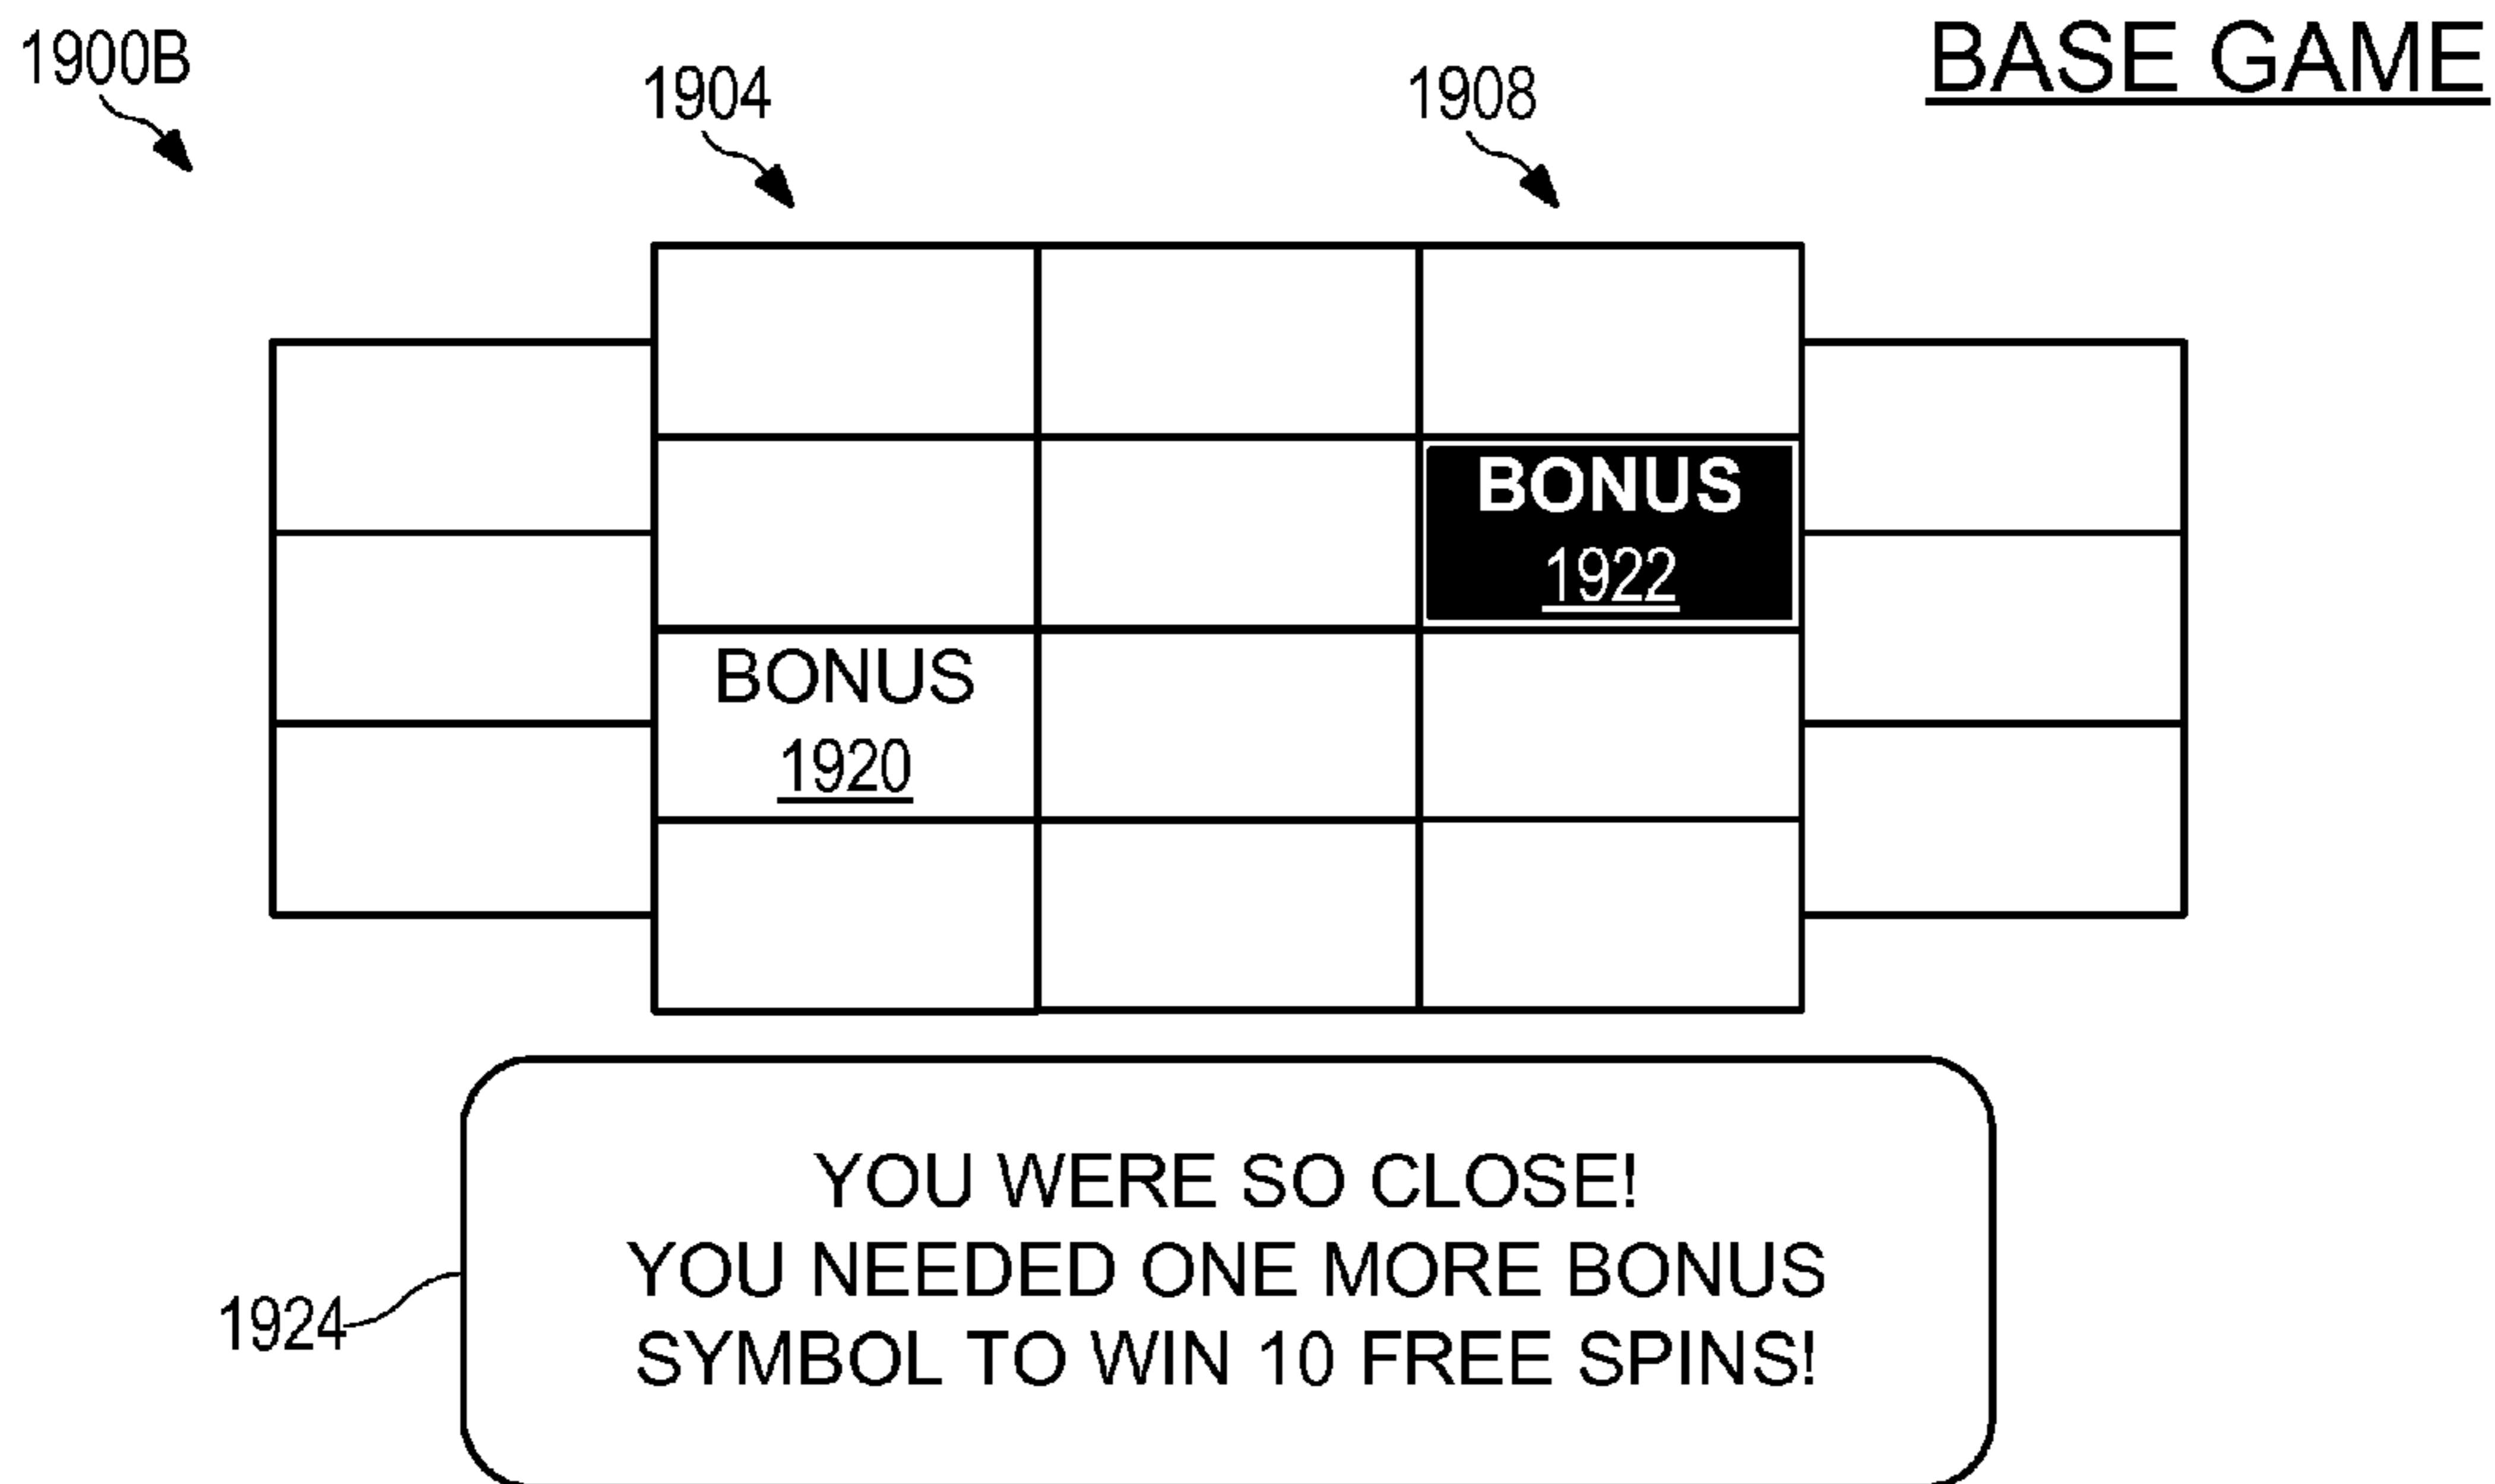 1900B
1904
1908
BASE GAME
BONUS
1922
BONUS
1920
1924
YOU WERE SO CLOSE!
YOU NEEDED ONE MORE BONUS
SYMBOL TO WIN 10 FREE SPINS!